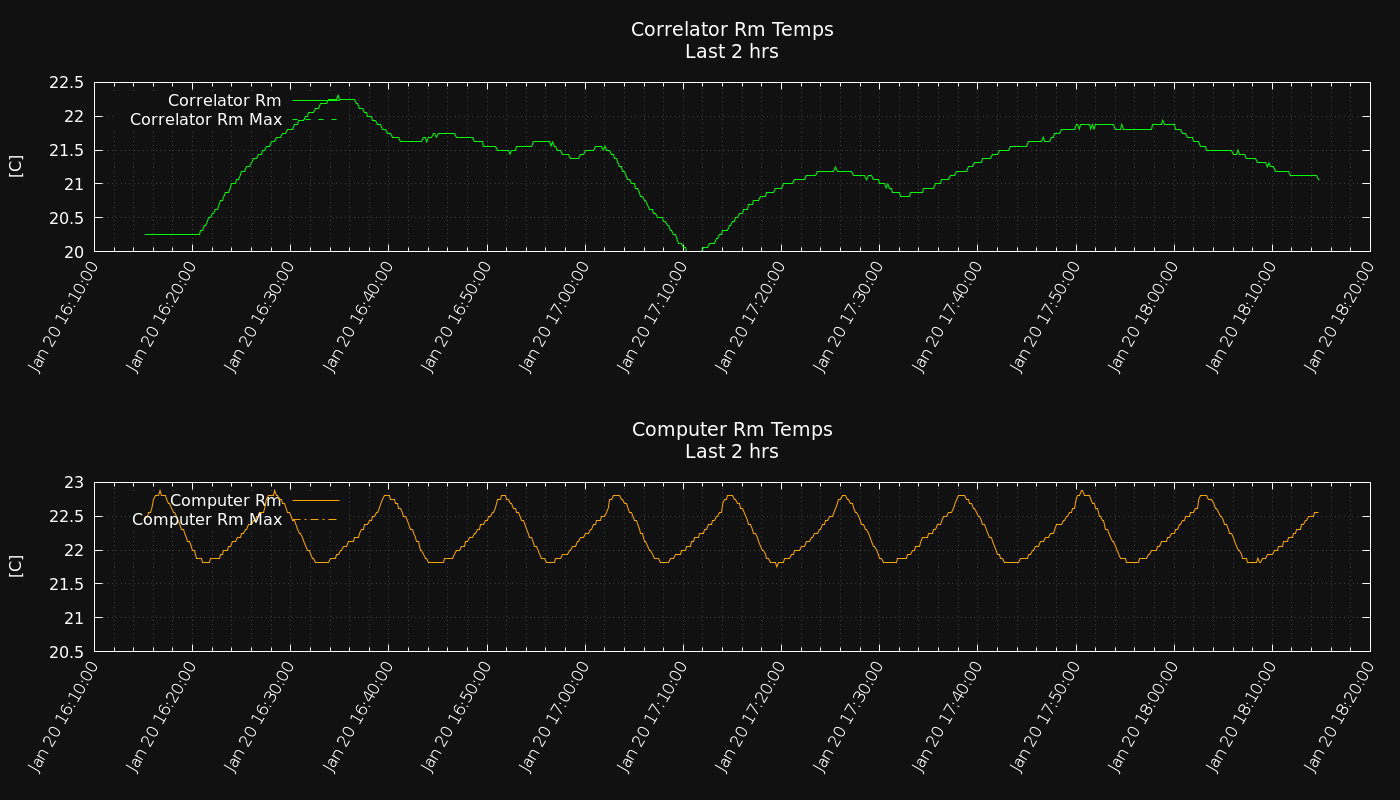 Correlator Rm Temps
Last 2 hrs
22.5
22
21.5
21
20.5
20
[C]
Correlator Rm
Correlator Rm Max
Jan 20 16:10:00
Jan 20 16:20:00
Jan 20 16:30:00
Jan 20 16:40:00
Jan 20 16:50:00
Jan 20 17:00:00
Jan 20 17:10:00
Jan 20 17:20:00
Jan 20 17:30:00
Jan 20 17:40:00
Jan 20 17:50:00
Jan 20 18:00:00
Jan 20 18:10:00
Jan 20 18:20:00
Computer Rm Temps
Last 2 hrs
23
22.5
22
21.5
21
20.5
[C]
Computer Rm
Computer Rm Max
Jan 20 16:10:00
Jan 20 16:20:00
Jan 20 16:30:00
Jan 20 16:40:00
Jan 20 16:50:00
Jan 20 17:00:00
Jan 20 17:10:00
Jan 20 17:20:00
Jan 20 17:30:00
Jan 20 17:40:00
Jan 20 17:50:00
Jan 20 18:00:00
Jan 20 18:10:00
Jan 20 18:20:00